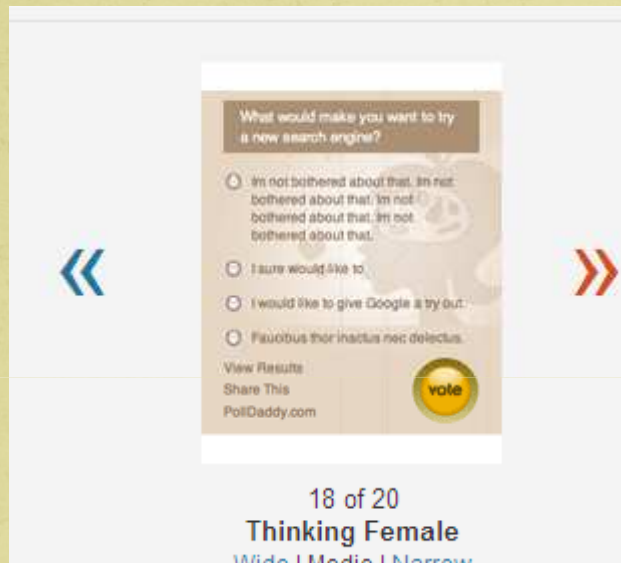 What would make you want to try
a new search engine?
Im not bothered about that. Im not
bothered about that. Im not
bothered about that. Im not
bothered about that.
I sure would like to
I would like to give Google a try out.
Faucibus thor inactus nec delectus.
View Results
Share This
PollDaddy.com
vote
18 of 20
Thinking Female
Wide | Medio | Narrow